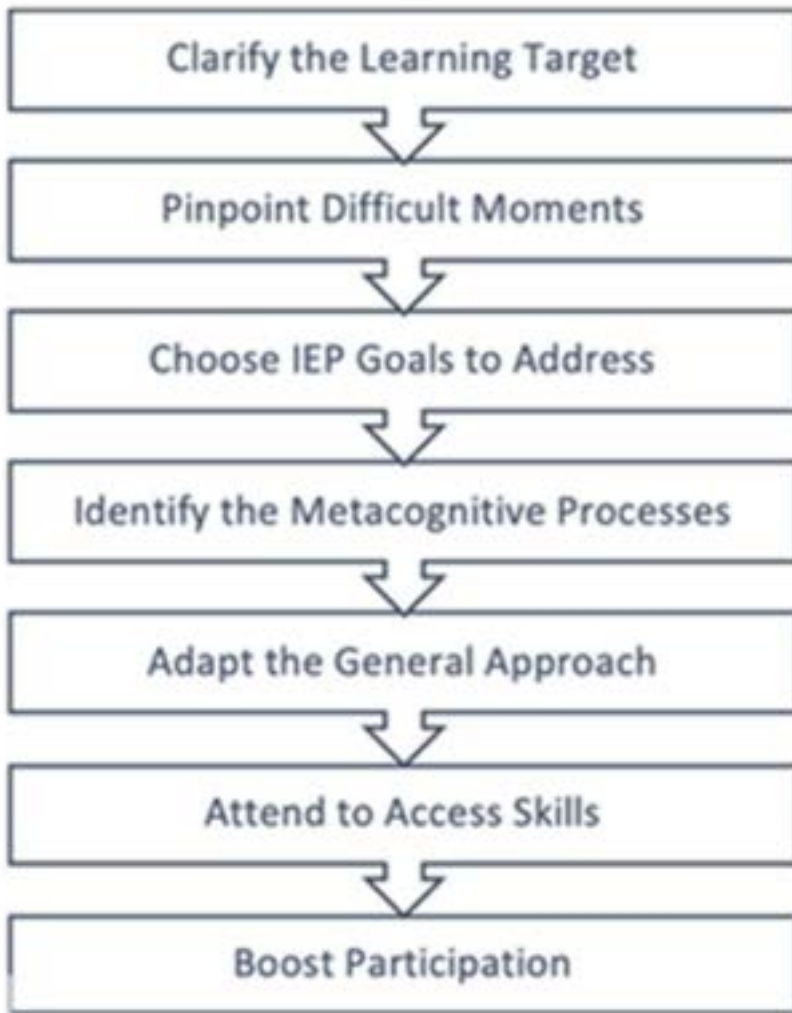 Clarify the Learning Target
Pinpoint Difficult Moments
Choose IEP Goals to Address
Identify the Metacognitive Processes
Adapt the General Approach
Attend to Access Skills
Boost Participation